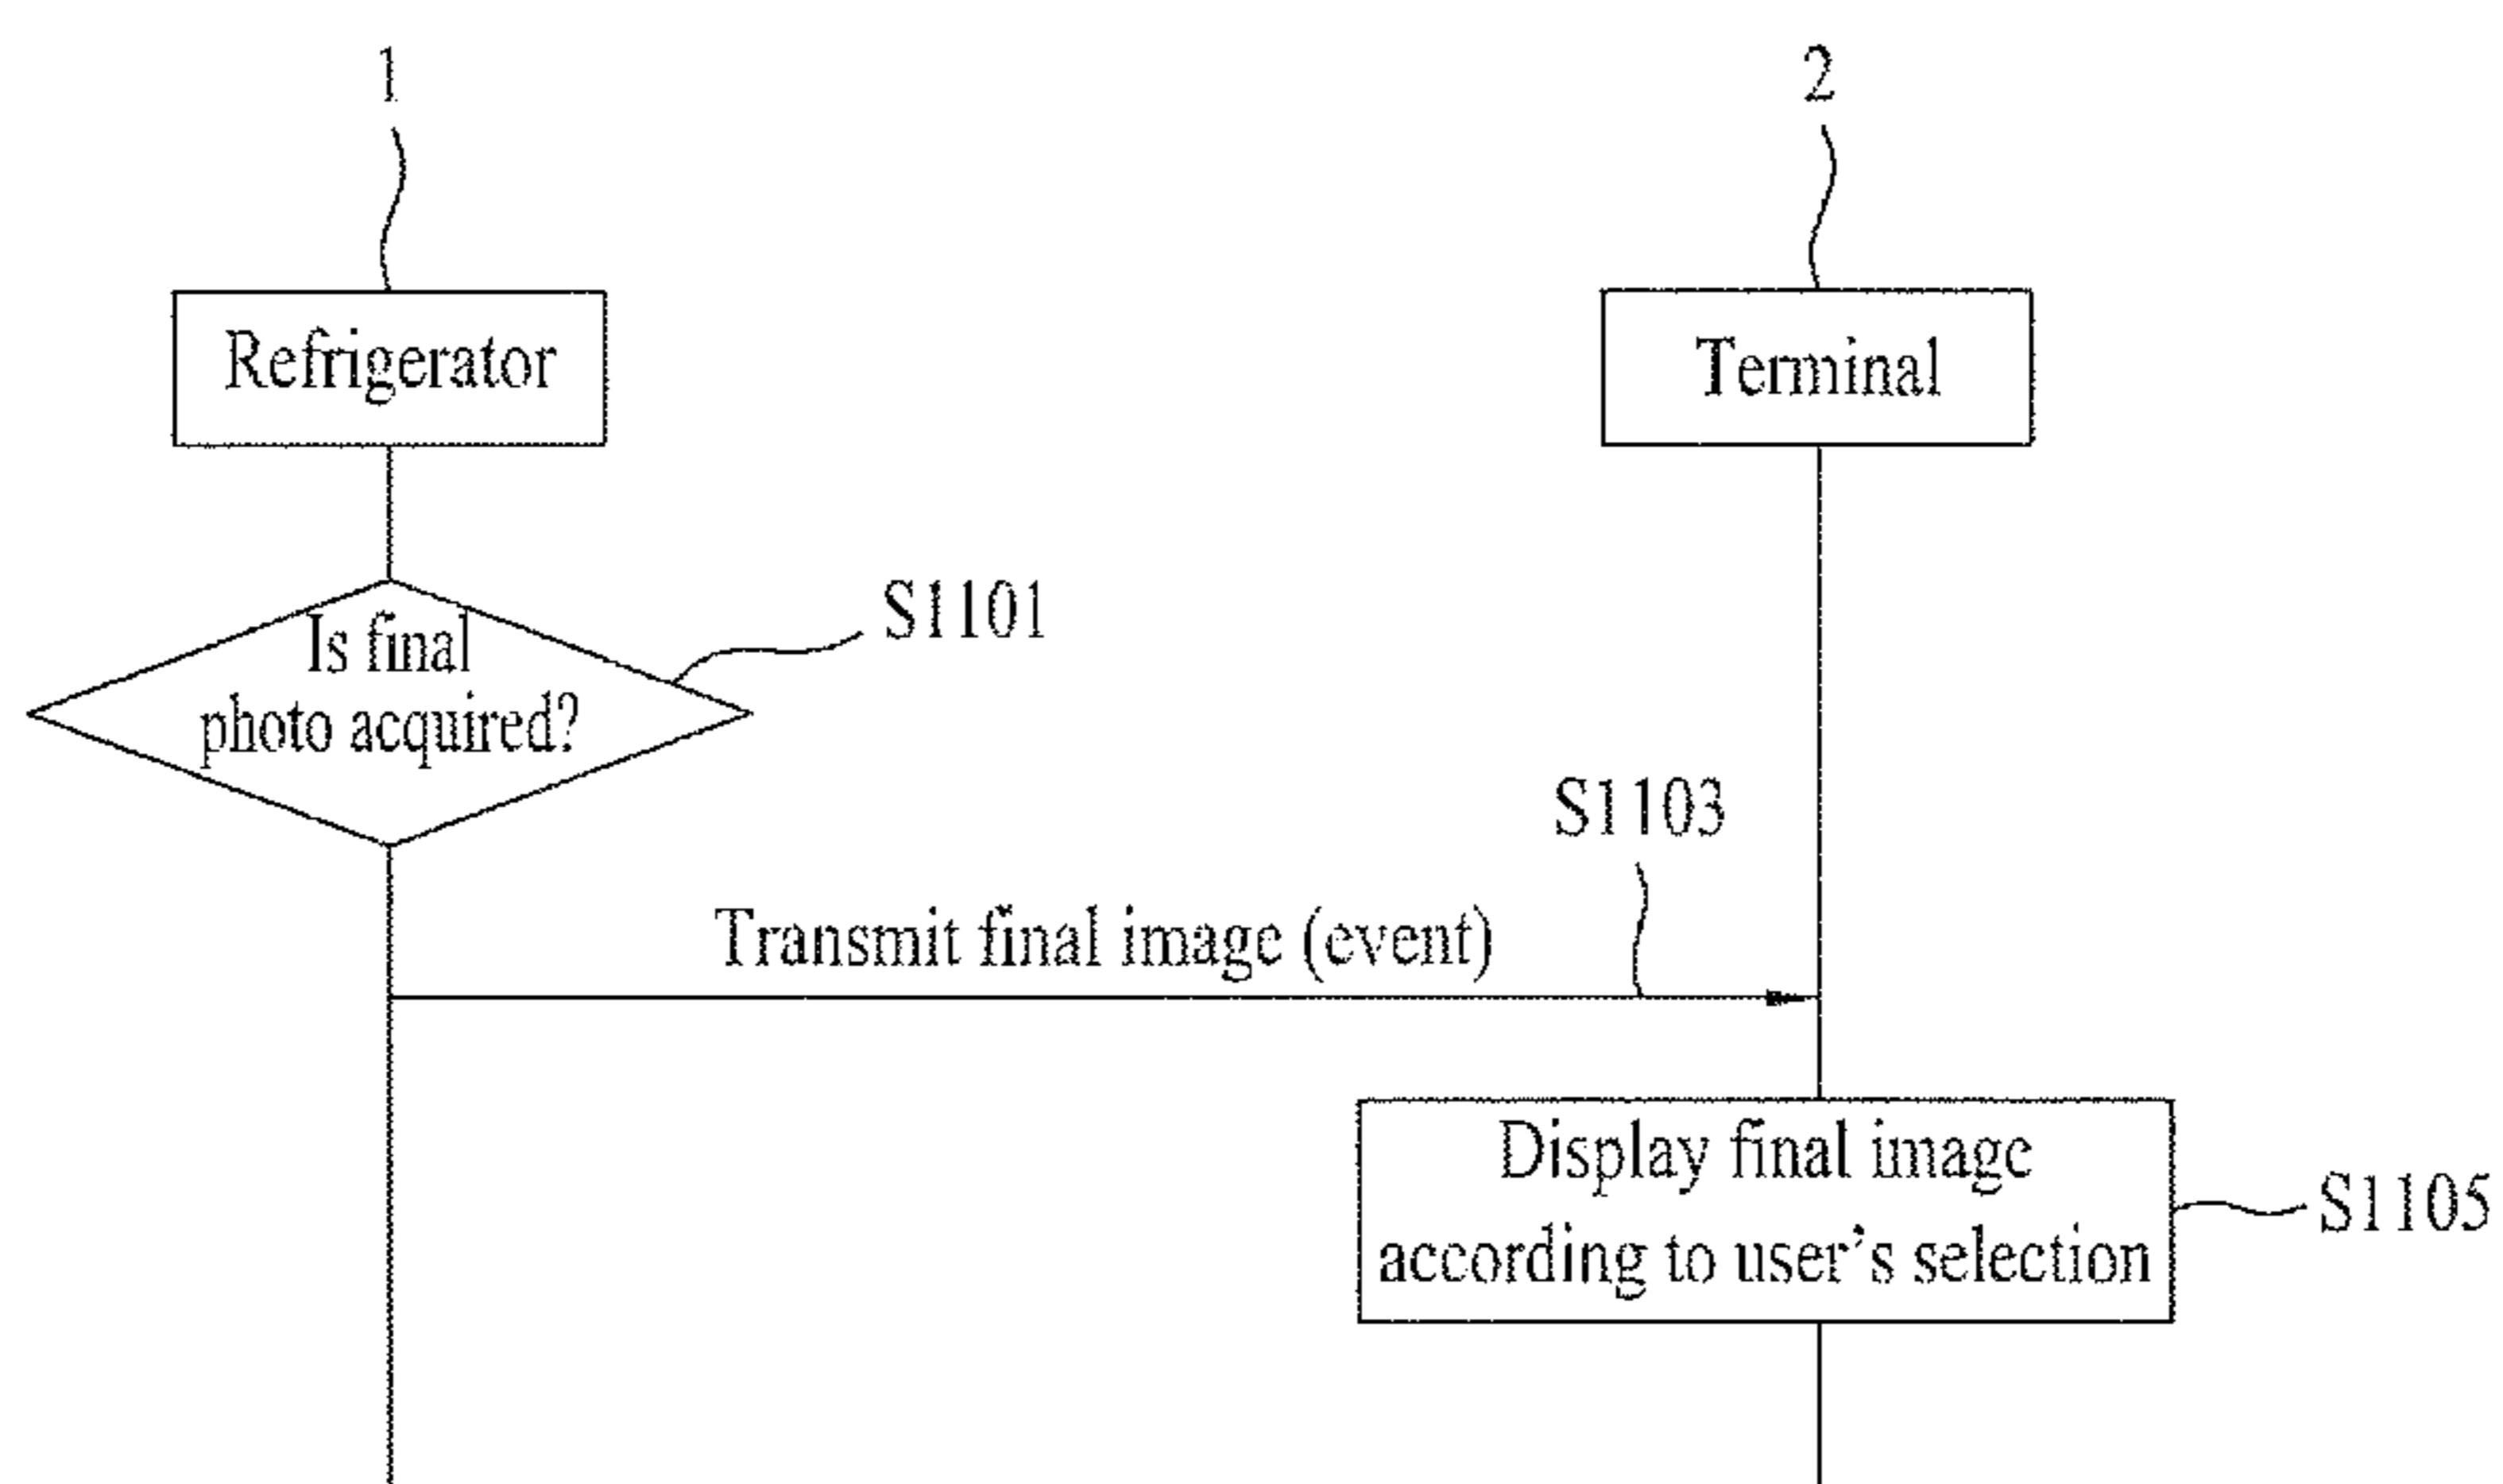 1
2
Refrigerator
Terminal
Is final
photo acquired?
S1101
S1103
Transmit final image (event)
Display final image
according to user's selection
S1105